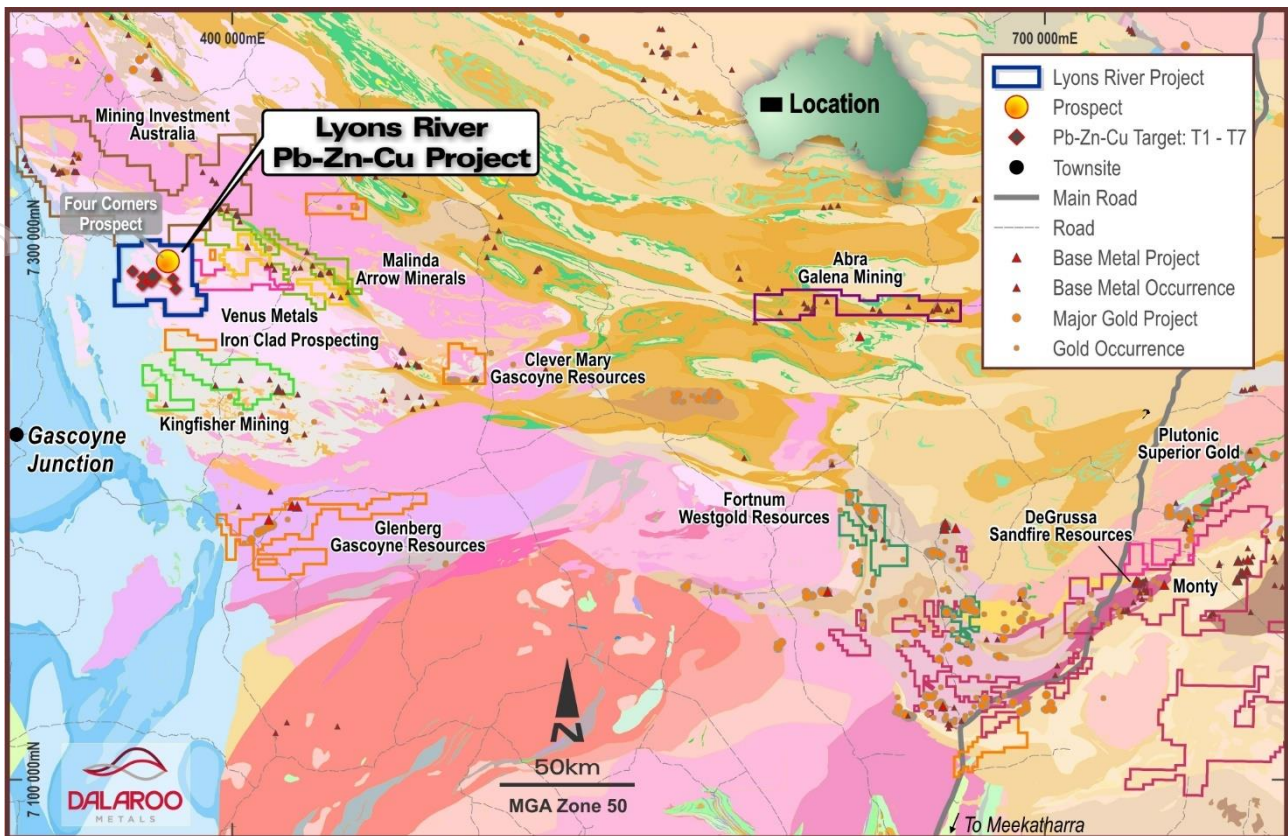 400 000mE
700 000mE
Mining Investment
Australia
Lyons River
Pb-Zn-Cu Project
Location
Lyons River Project
Prospect
Pb-Zn-Cu Target: T1 - T7
Townsite
Main Road
Road
Base Metal Project
Base Metal Occurrence
Major Gold Project
Gold Occurrence
Four Corners
Prospect
7 300 000mN
Malinda
Arrow Minerals
Abra
Galena Mining
Venus Metals
Iron Clad Prospecting
Clever Mary
Gascoyne Resources
Kingfisher Mining
Gascoyne
Junction
?
Plutonic
Superior Gold
Fortnum
Westgold Resources
DeGrussa
Sandfire Resources
Glenberg
Gascoyne Resources
Monty
N
50km
MGA Zone 50
7 100 000mN
DALAROO
METALS
To Meekatharra